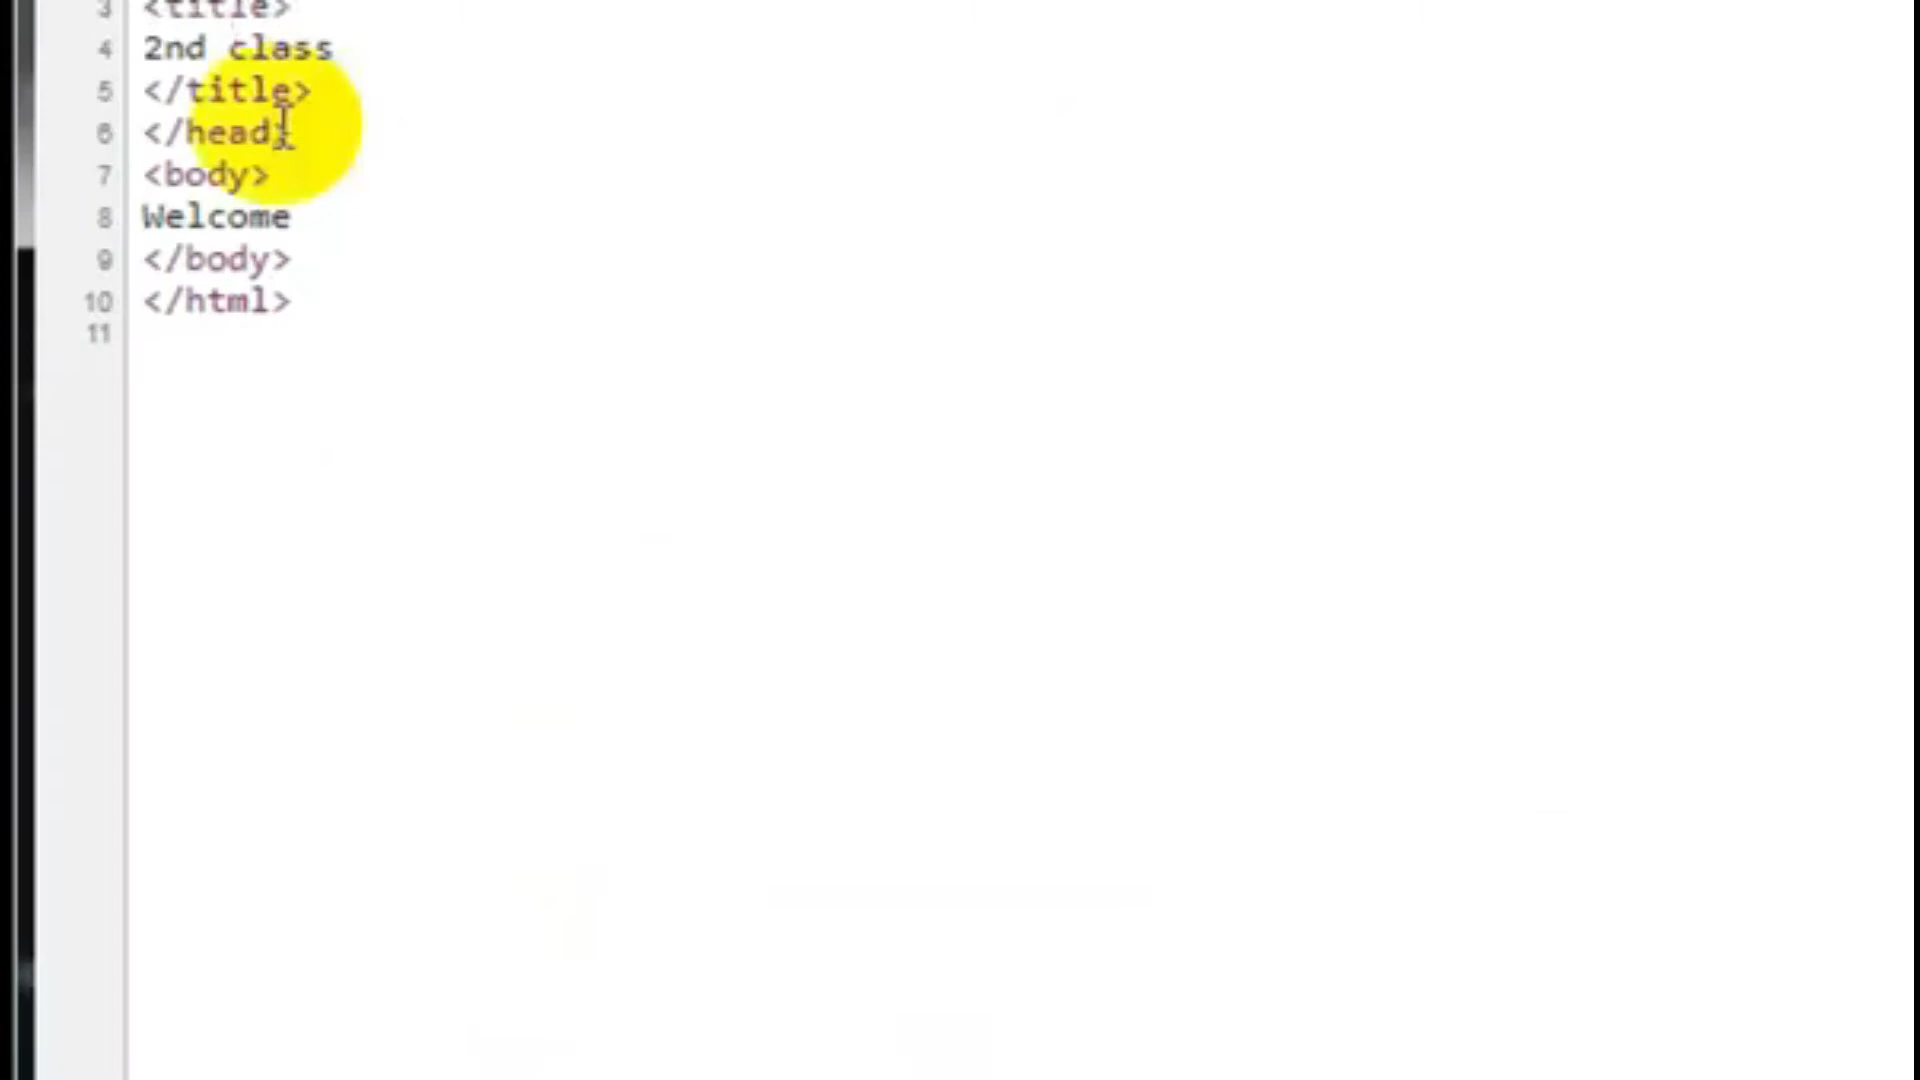 3 <title>
4 2nd class
5 </title>
6 </head>
7 <body>
8 Welcome
9 </body>
10 </html>
11